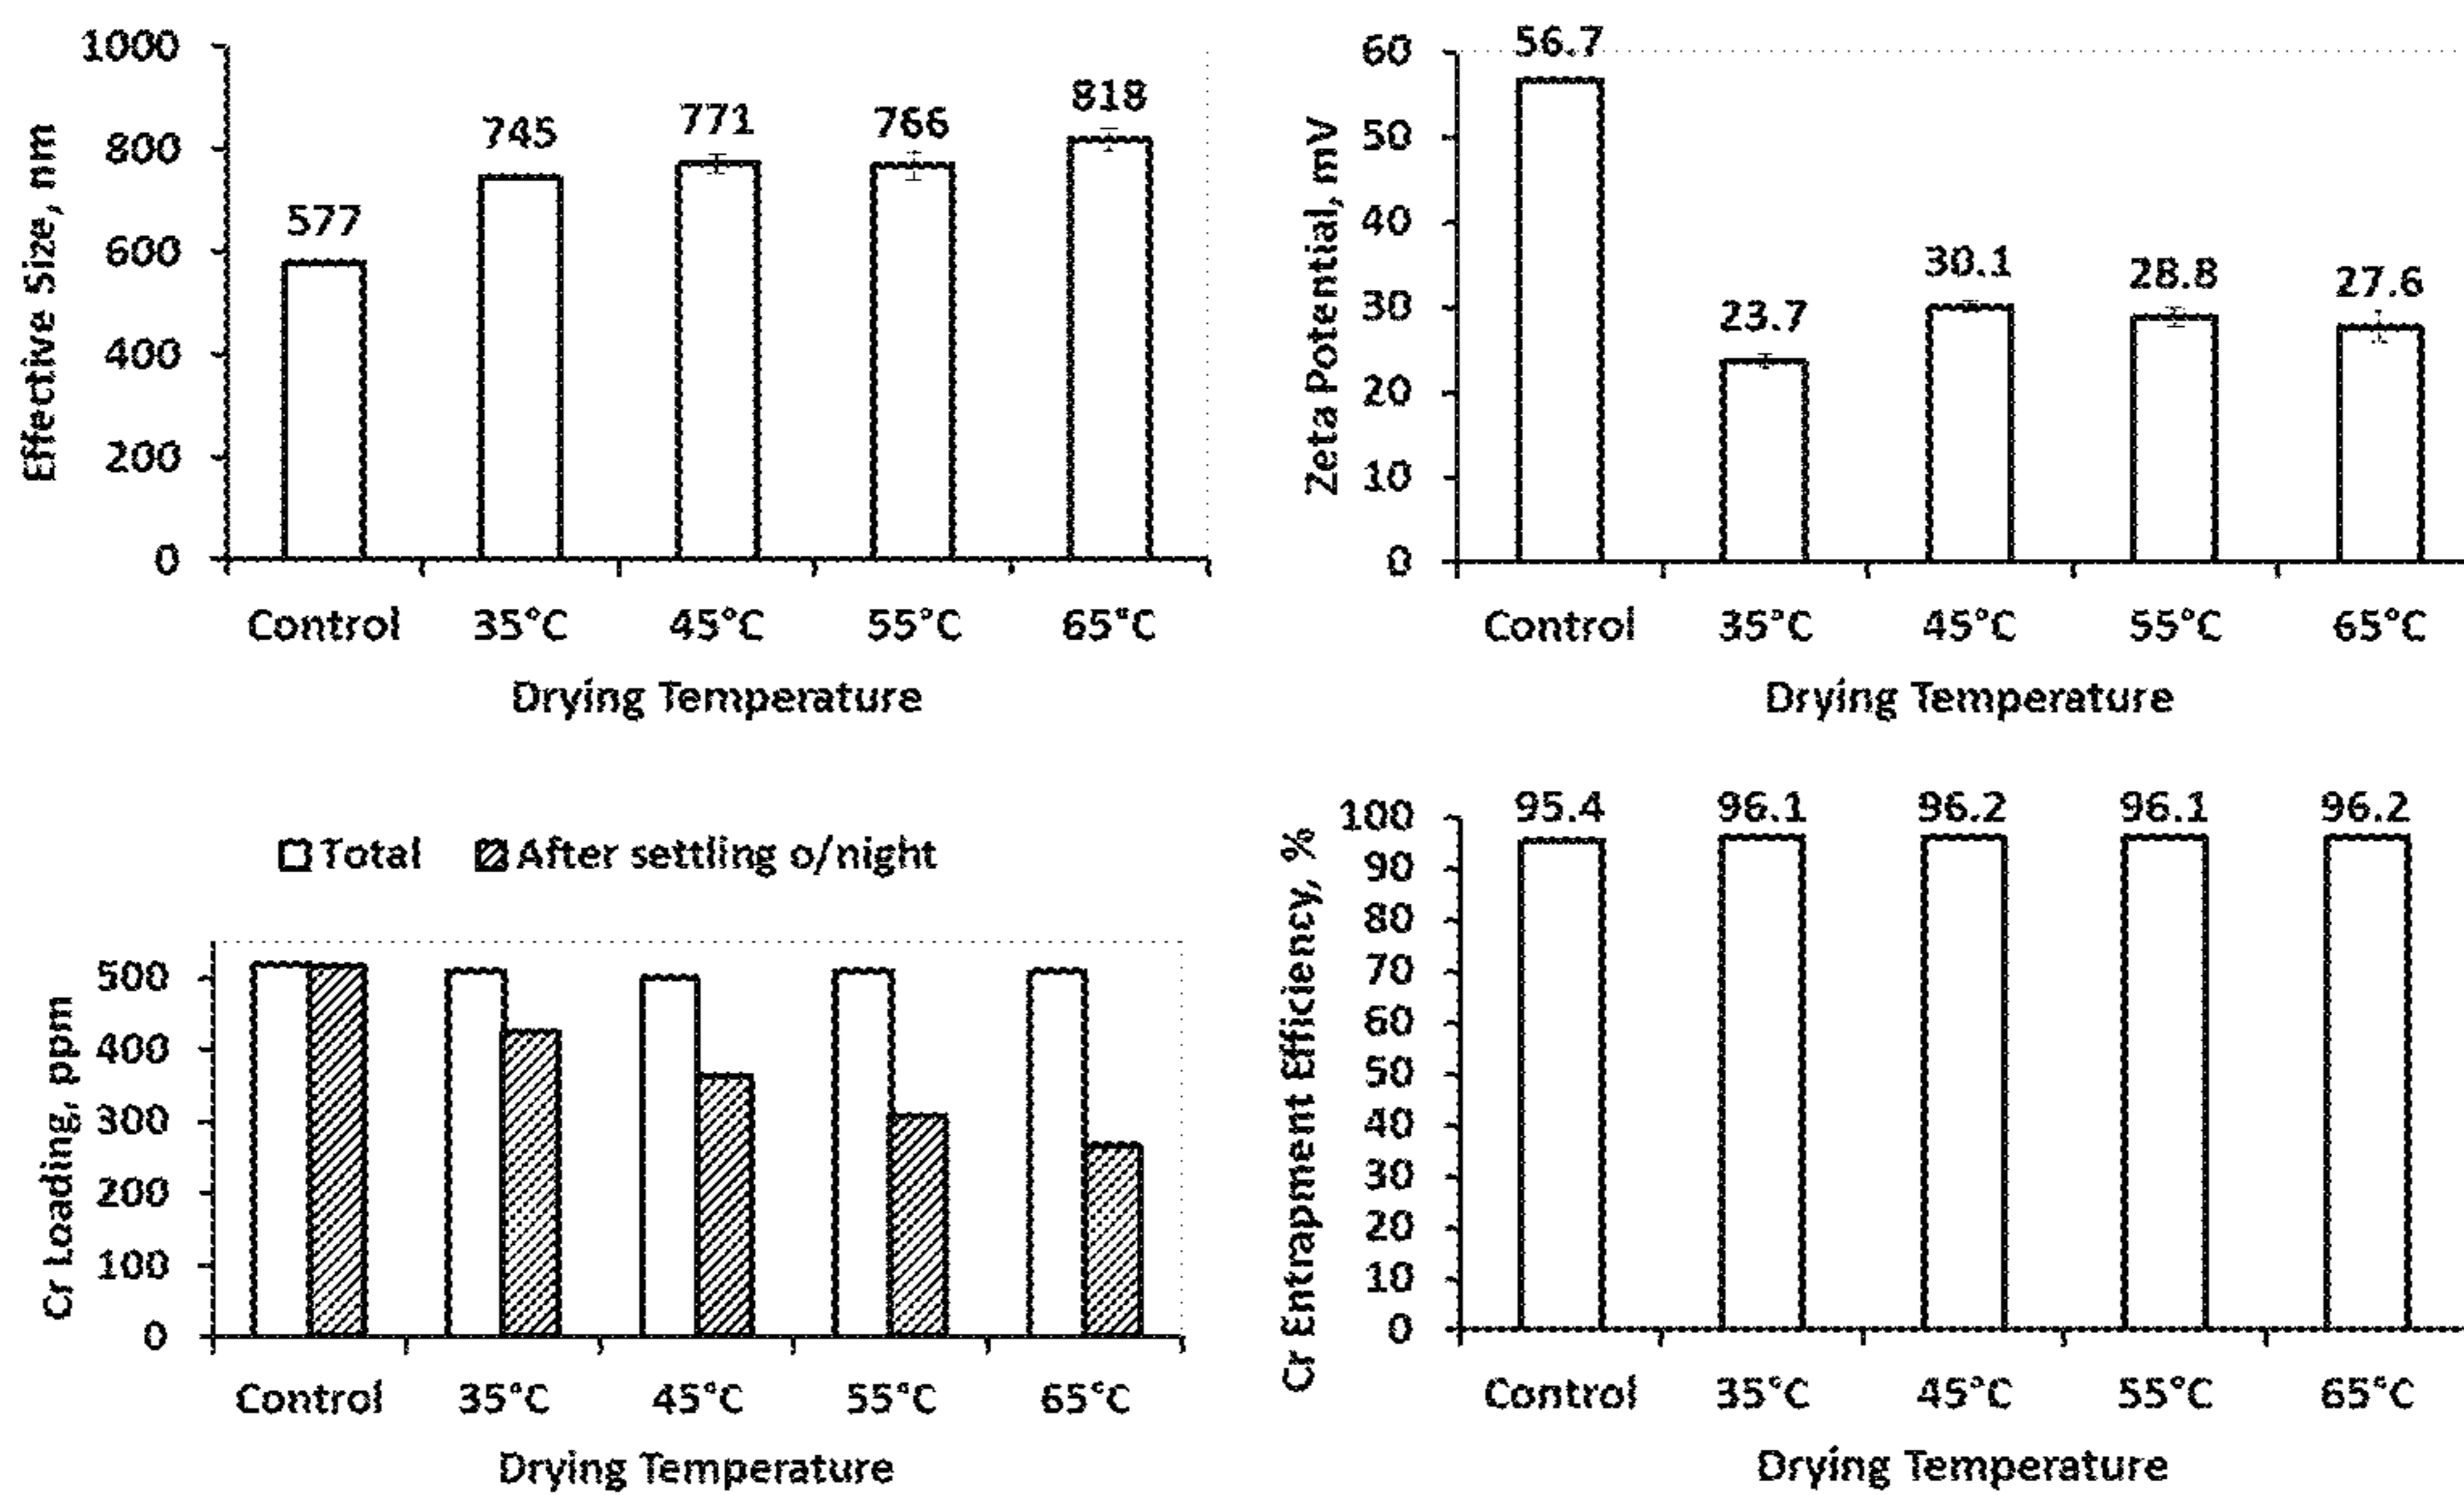 Effective Size, nm
1000
800
600
400
200
0
577
745
771
766
818
Control 35°C 45°C 55°C 65°C
Drying Temperature
Zeta Potential, mV
60
50
40
30
20
10
0
56.7
23.7
30.1
28.8
27.6
Control 35°C 45°C 55°C 65°C
Drying Temperature
Total After settling o/night
Cr Loading, ppm
500
400
300
200
100
0
Control 35°C 45°C 55°C 65°C
Drying Temperature
Cr Entrapment Efficiency, %
100
90
80
70
60
50
40
30
20
10
0
95.4 96.1 96.2 96.1 96.2
Control 35°C 45°C 55°C 65°C
Drying Temperature